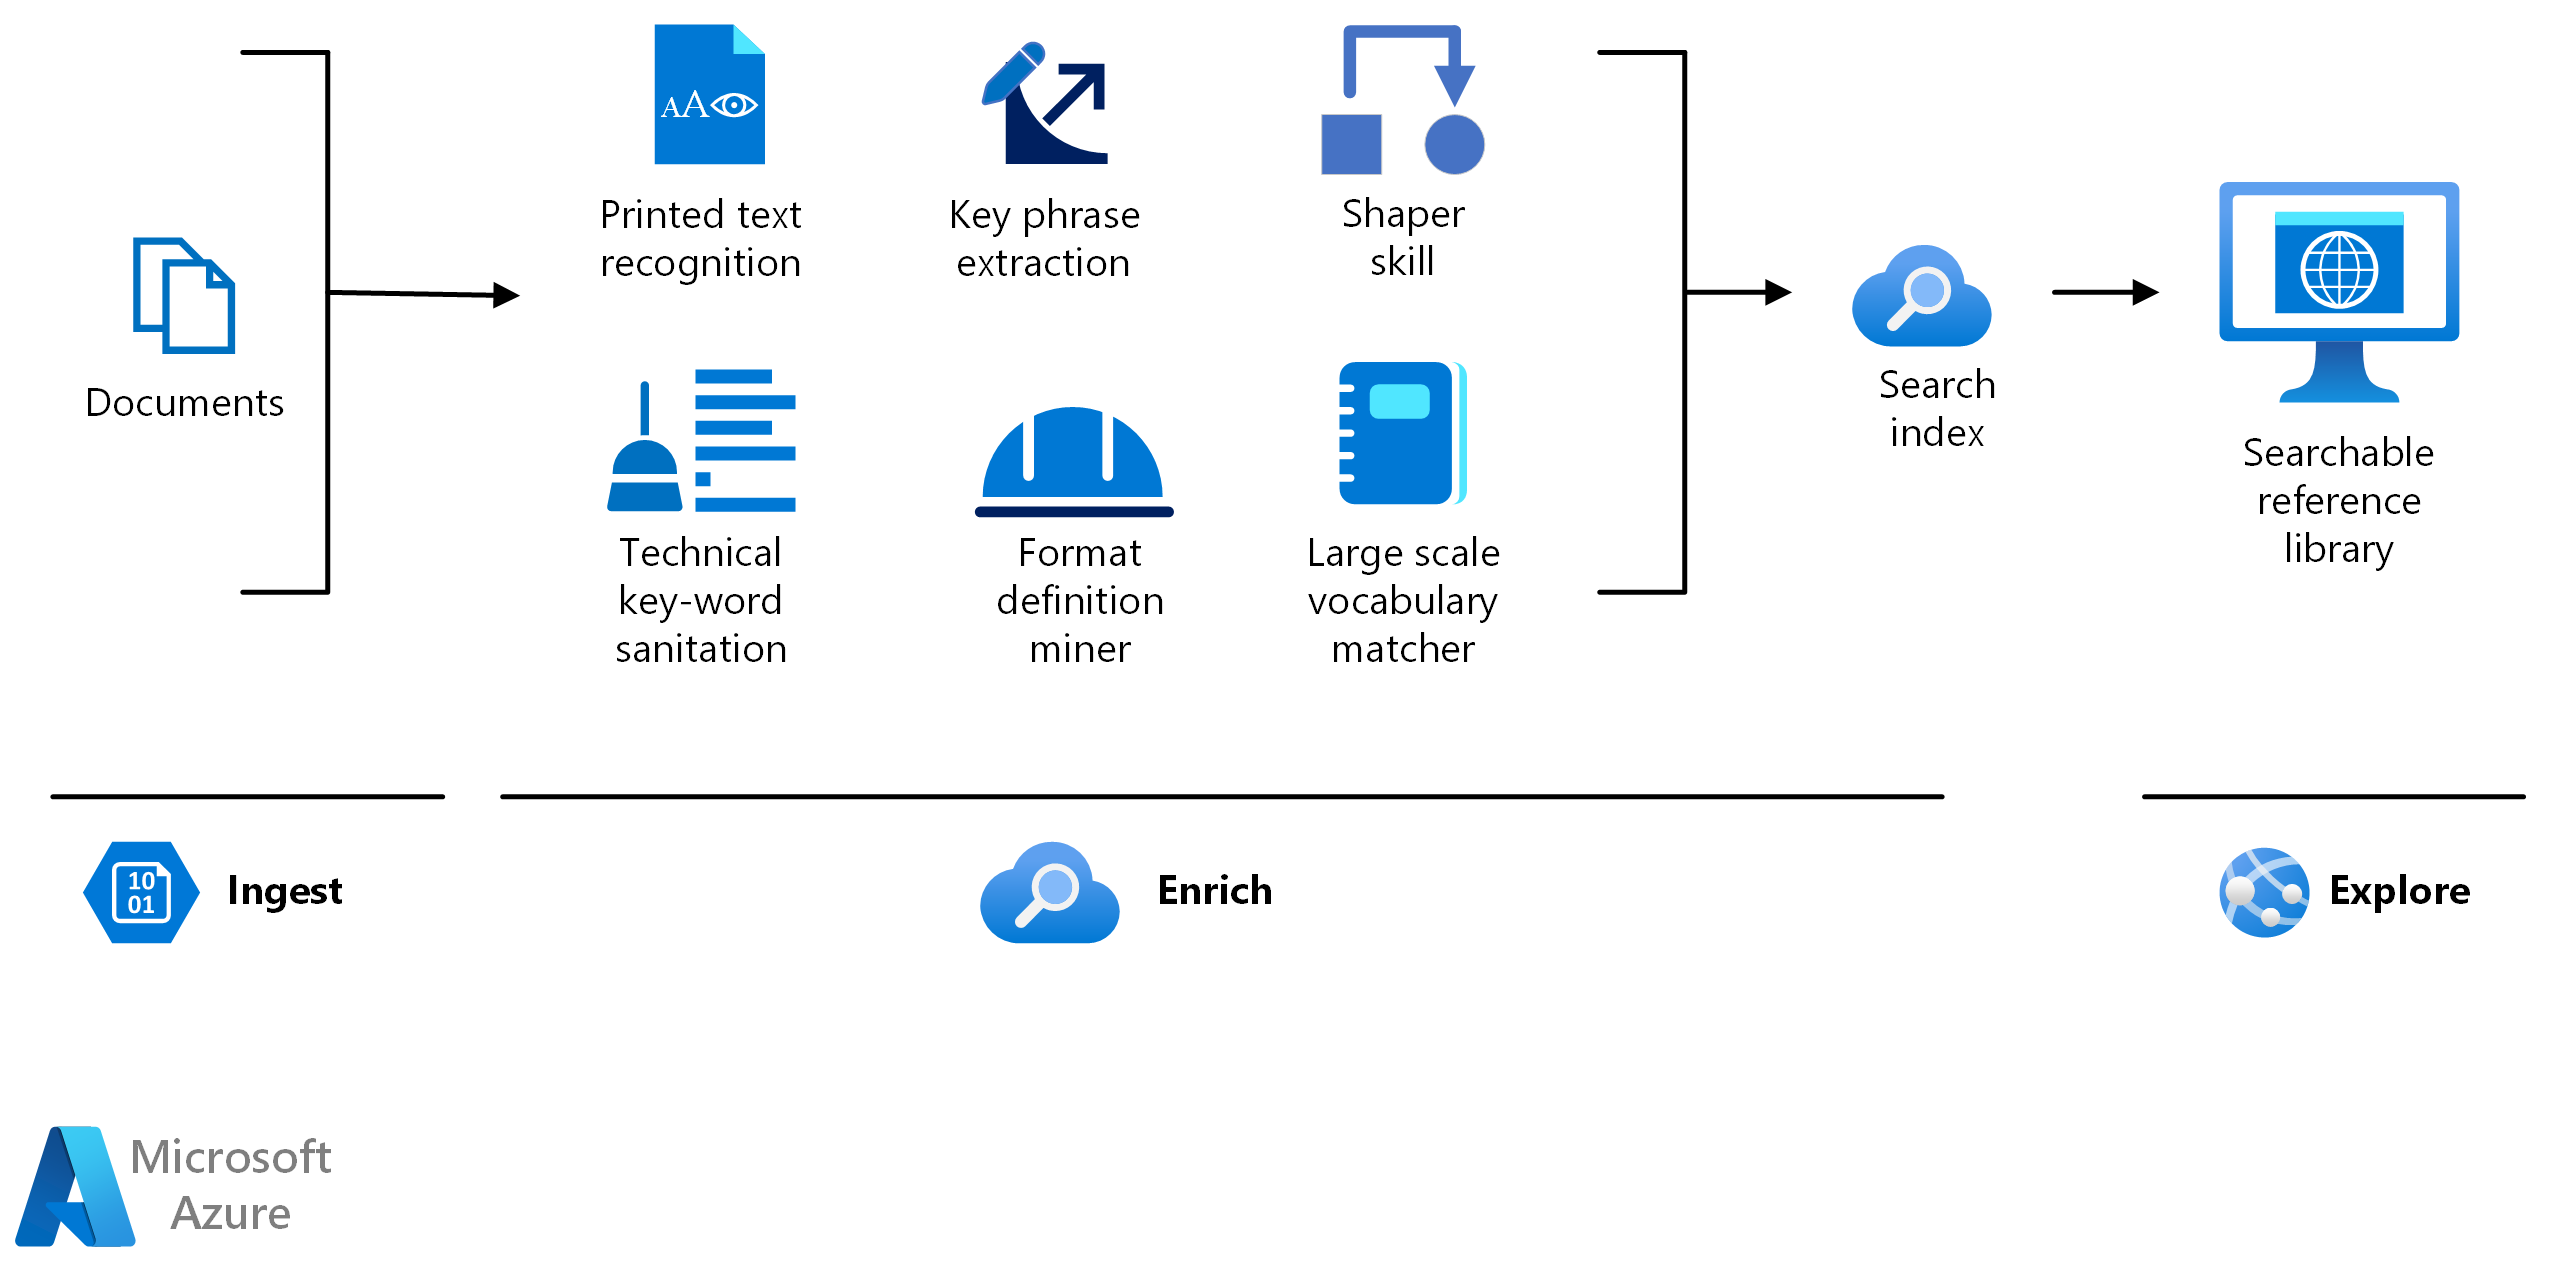 Documents
AA
Printed text
recognition
Key phrase
extraction
Shaper
skill
Technical
key-word
sanitation
Format
definition
miner
Large scale
vocabulary
matcher
Search
index
Searchable
reference
library
10
01
Ingest
Enrich
Explore
Microsoft
Azure